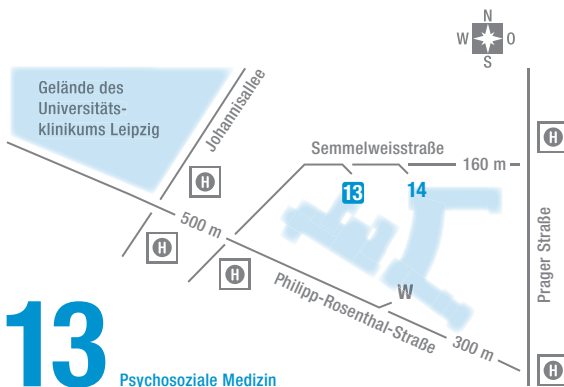 N
W O
S
Gelände des
Universitäts-
klinikums Leipzig
Johannisallee
H
Semmelweisstraße
160 m
H
13
14
500 m
H
H
Prager Straße
W
Philipp-Rosenthal-Straße
300 m
H
13
Psychosoziale Medizin